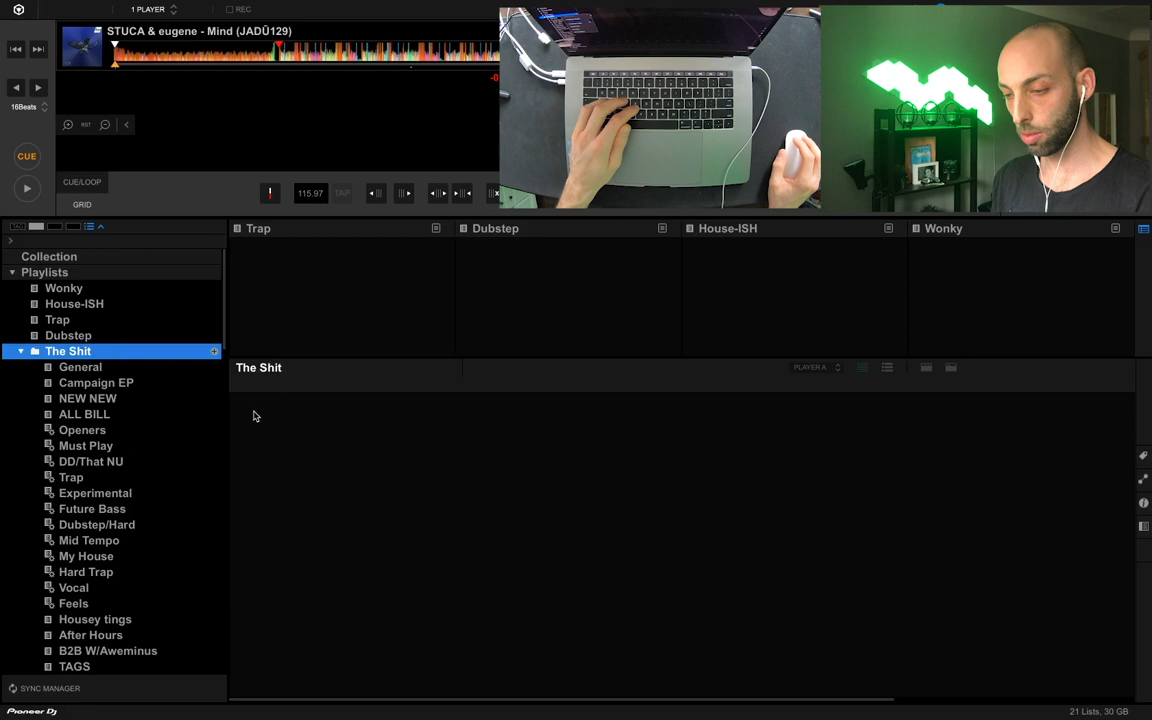 1 PLAYER
REC
STUCA & eugene - Mind (JADŪ129)
-0
16Beats
RST
CUE
CUE/LOOP
GRID
115.97
TAP
TAG
Trap
Dubstep
House-ISH
Wonky
Collection
Playlists
Wonky
House-ISH
Trap
Dubstep
The Shit
General
Campaign EP
NEW NEW
ALL BILL
Openers
Must Play
DD/That NU
Trap
Experimental
Future Bass
Dubstep/Hard
Mid Tempo
My House
Hard Trap
Vocal
Feels
Housey tings
After Hours
B2B W/Aweminus
TAGS
The Shit
PLAYER A
SYNC MANAGER
Pioneer Dj
21 Lists, 30 GB